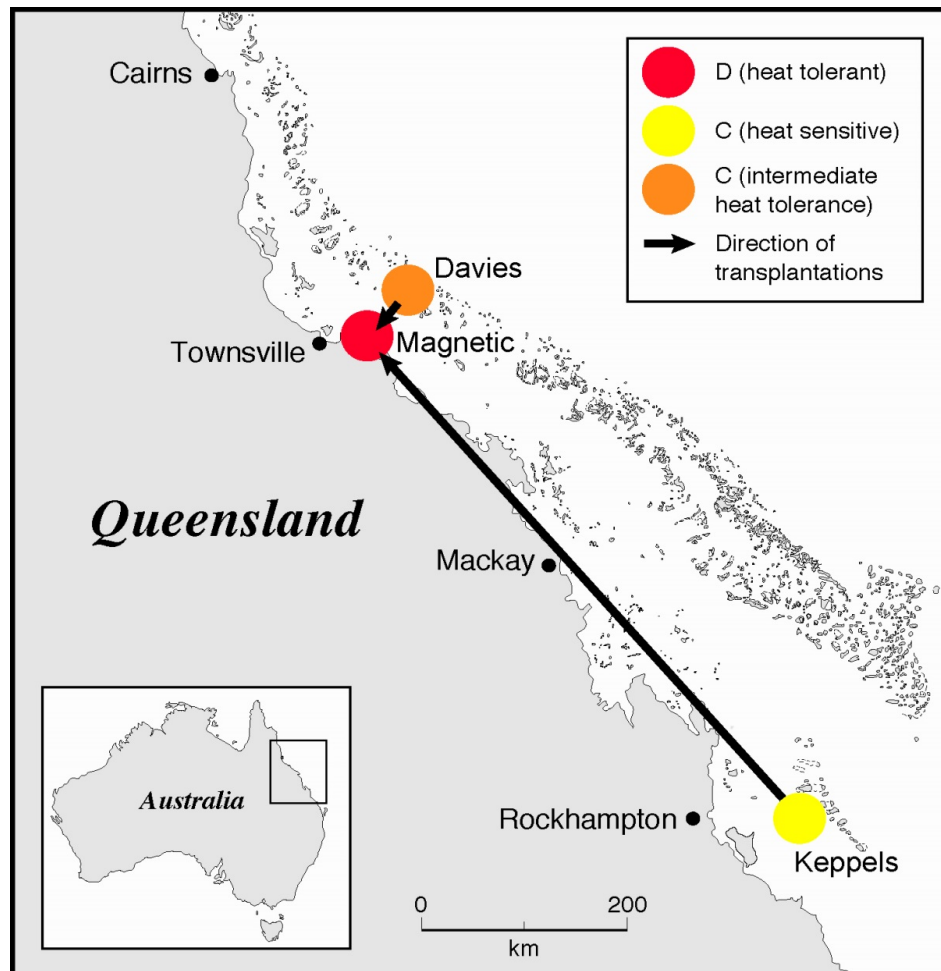 Cairns
D (heat tolerant)
C (heat sensitive)
C (intermediate
heat tolerance)
Direction of
transplantations
Davies
Magnetic
Townsville
Queensland
Mackay
Australia
Rockhampton
Keppels
0 200
km